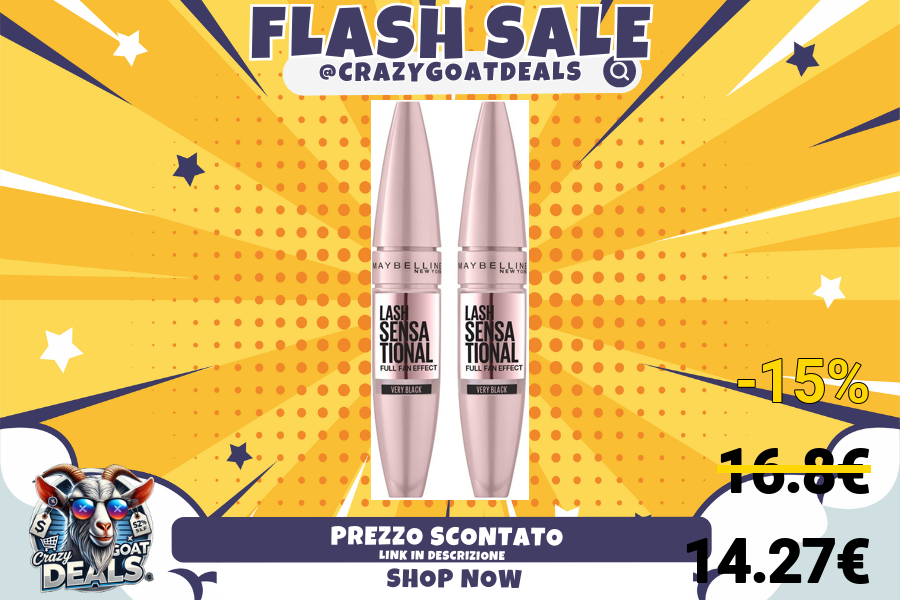 FLASH SALE
@CRAZYGOATDEALS
MAYBELLINE
NEW YORK
LASH
SENSA
TIONAL
FULL FAN EFFECT
VERY BLACK
MAYBELLINE
NEW YORK
LASH
SENSA
TIONAL
FULL FAN EFFECT
VERY BLACK
-15%
16.8€
14.27€
PREZZO SCONTATO
LINK IN DESCRIZIONE
SHOP NOW
$
52%
Crazy
GOAT
DEALS